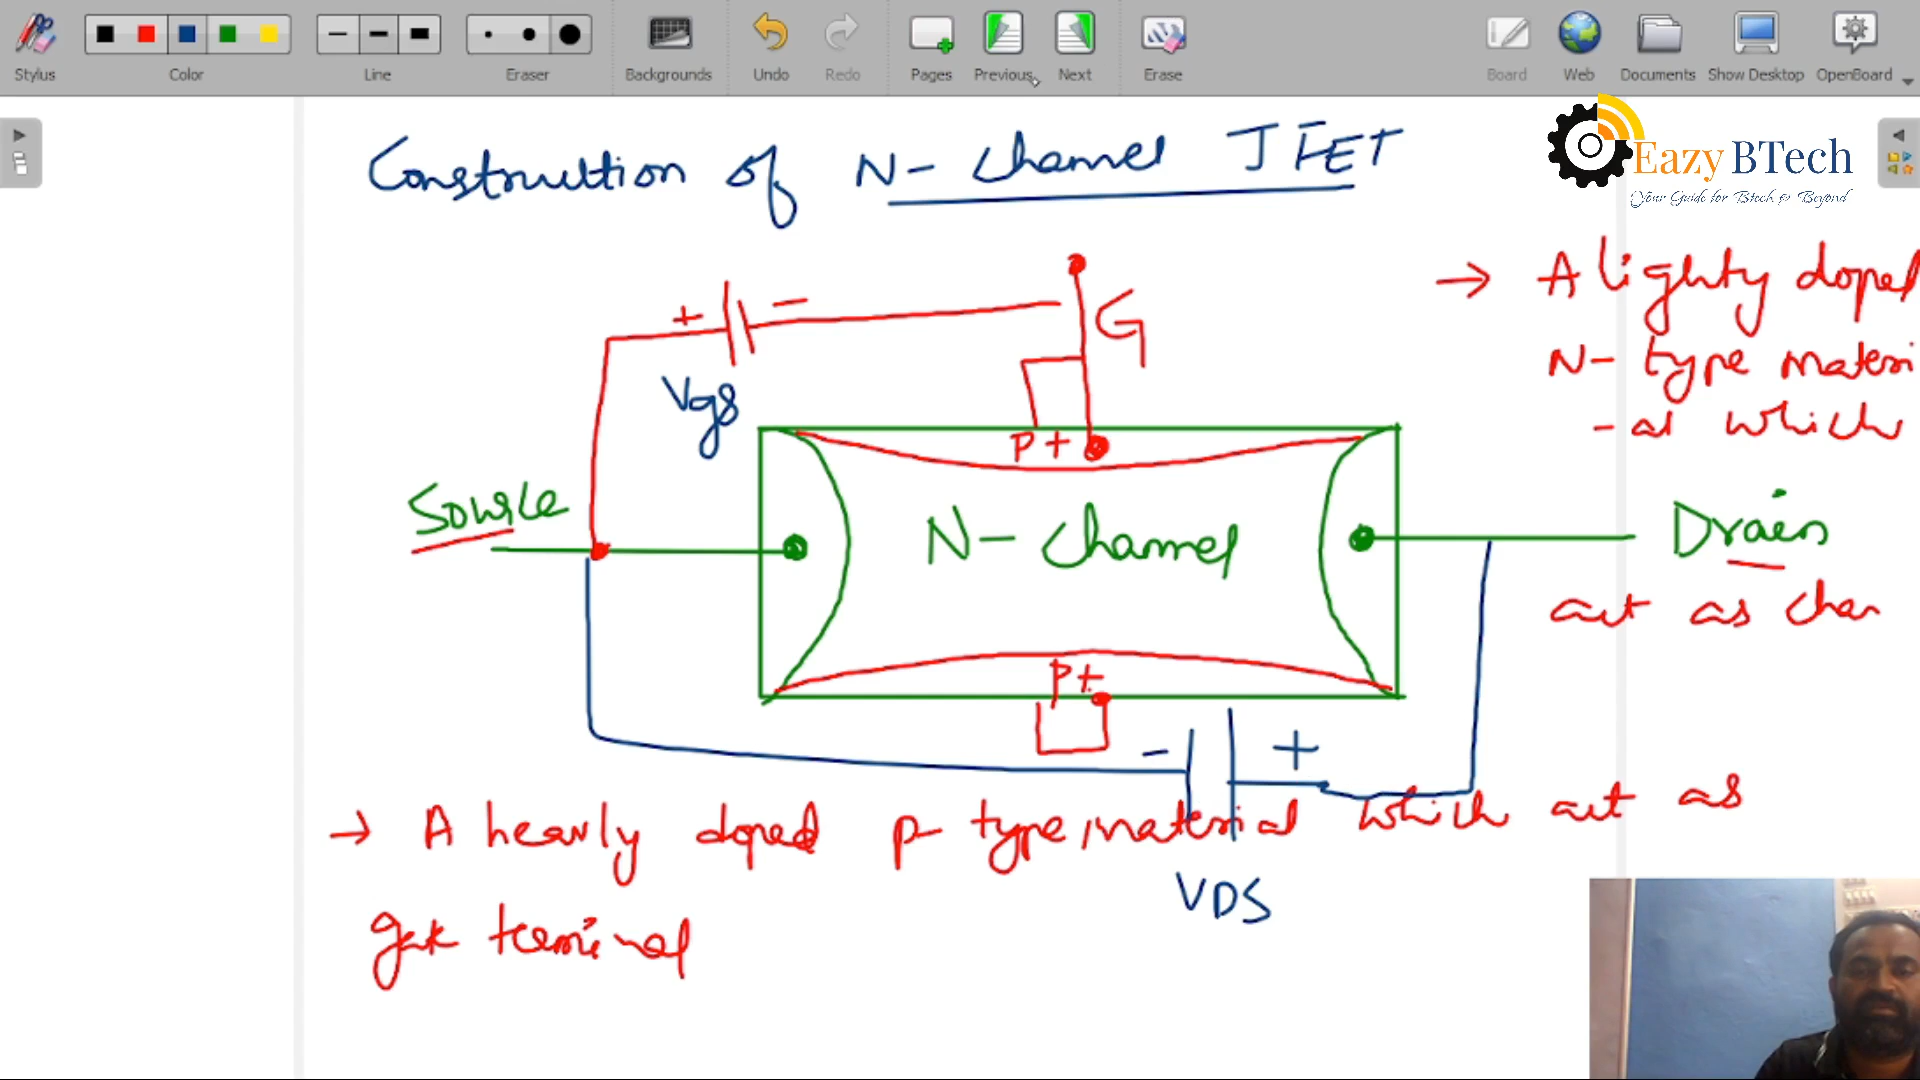 Stylus
Color
Line
Eraser
Backgrounds
Undo
Redo
Pages
Previous
Next
Erase
Board
Web
Documents
Show Desktop
OpenBoard
Eazy BTech
Your Guide for Btech & Beyond
Construction of N- channel JFET
→ A lighty doped
N- type materi
-al which
act as chan
+ -
G
Vgs
P+
Source
N- channel
Drain
P+
- +
VDS
→ A heavly doped P- type material which act as
gate terminal